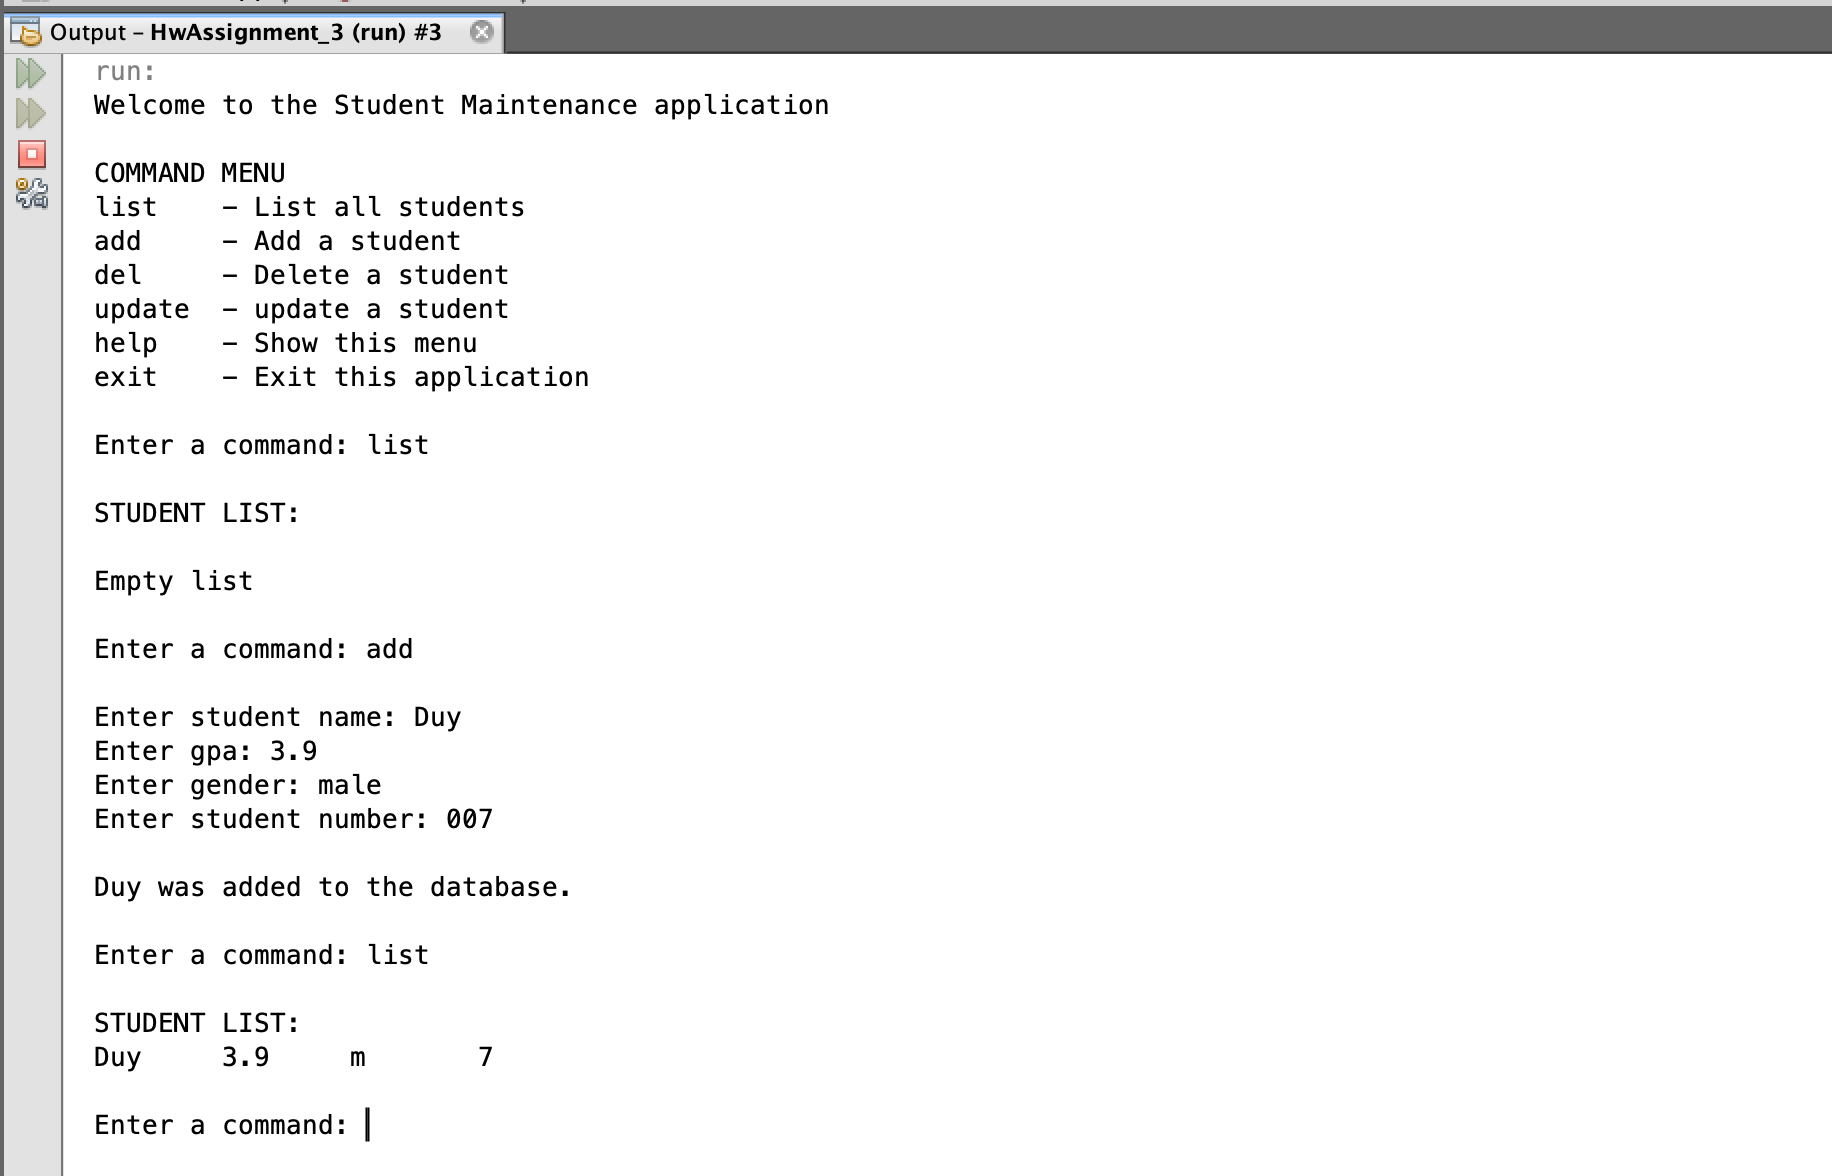 Output – HwAssignment_3 (run) #3
run:
Welcome to the Student Maintenance application
COMMAND MENU
list    – List all students
add     – Add a student
del     – Delete a student
update  – update a student
help    – Show this menu
exit    – Exit this application
Enter a command: list
STUDENT LIST:
Empty list
Enter a command: add
Enter student name: Duy
Enter gpa: 3.9
Enter gender: male
Enter student number: 007
Duy was added to the database.
Enter a command: list
STUDENT LIST:
Duy     3.9     m       7
Enter a command: